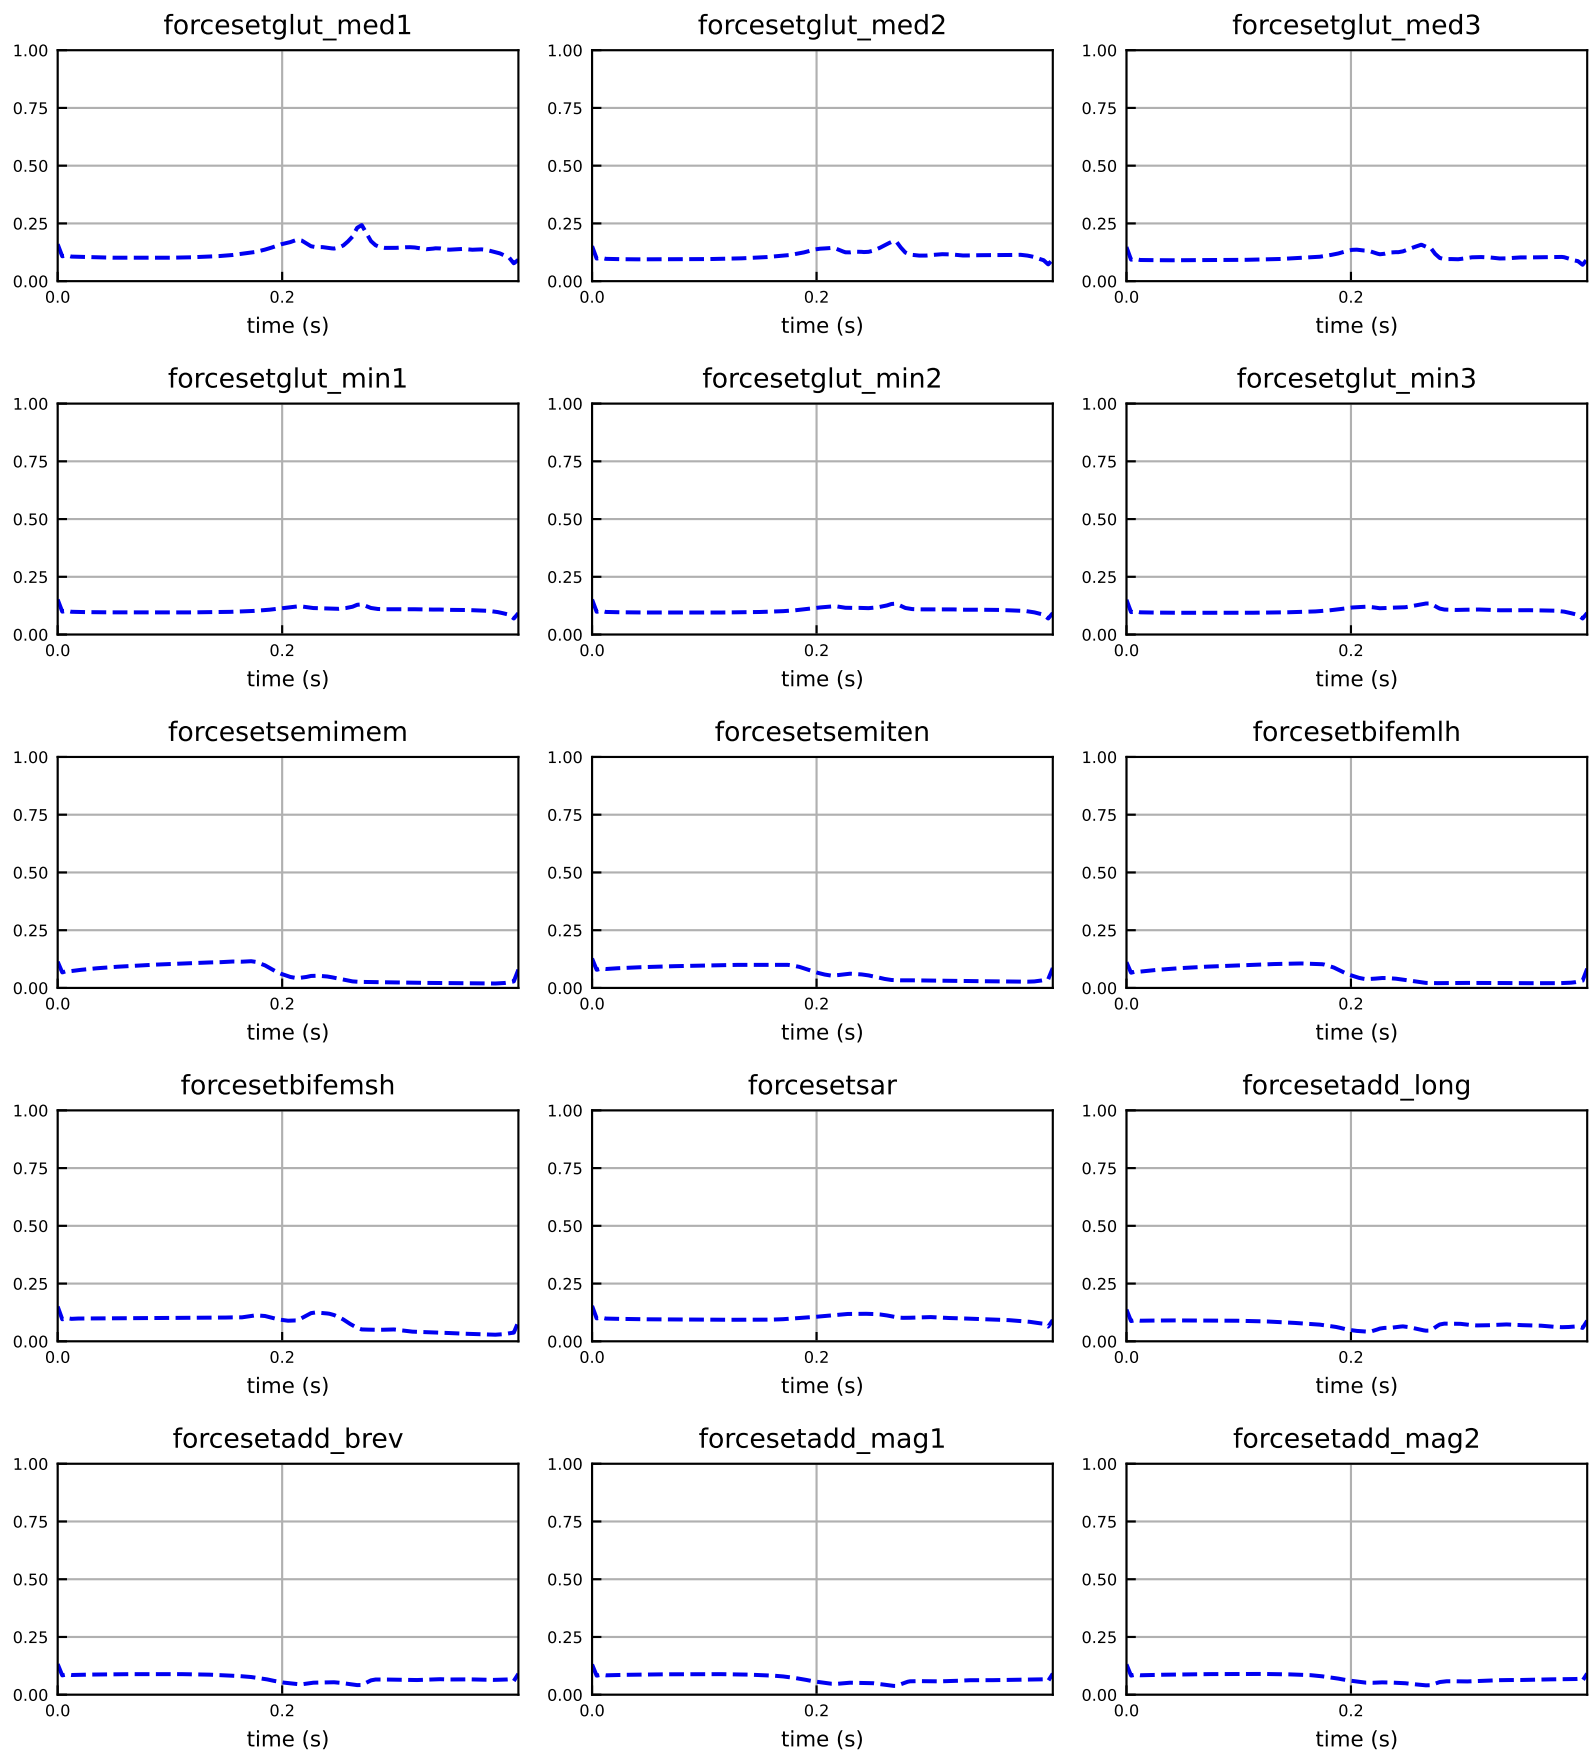 forcesetglut_med1 forcesetglut_med2 forcesetglut_med3
1.00 1.00 1.00
0.75 0.75 0.75
0.50 0.50 0.50
0.25 0.25 0.25
0.00 0.00 0.00
0.0 0.2 0.0 0.2 0.0 0.2
time (s) time (s) time (s)
forcesetglut_min1 forcesetglut_min2 forcesetglut_min3
1.00 1.00 1.00
0.75 0.75 0.75
0.50 0.50 0.50
0.25 0.25 0.25
0.00 0.00 0.00
0.0 0.2 0.0 0.2 0.0 0.2
time (s) time (s) time (s)
forcesetsemimem forcesetsemiten forcesetbifemlh
1.00 1.00 1.00
0.75 0.75 0.75
0.50 0.50 0.50
0.25 0.25 0.25
0.00 0.00 0.00
0.0 0.2 0.0 0.2 0.0 0.2
time (s) time (s) time (s)
forcesetbifemsh forcesetsar forcesetadd_long
1.00 1.00 1.00
0.75 0.75 0.75
0.50 0.50 0.50
0.25 0.25 0.25
0.00 0.00 0.00
0.0 0.2 0.0 0.2 0.0 0.2
time (s) time (s) time (s)
forcesetadd_brev forcesetadd_mag1 forcesetadd_mag2
1.00 1.00 1.00
0.75 0.75 0.75
0.50 0.50 0.50
0.25 0.25 0.25
0.00 0.00 0.00
0.0 0.2 0.0 0.2 0.0 0.2
time (s) time (s) time (s)